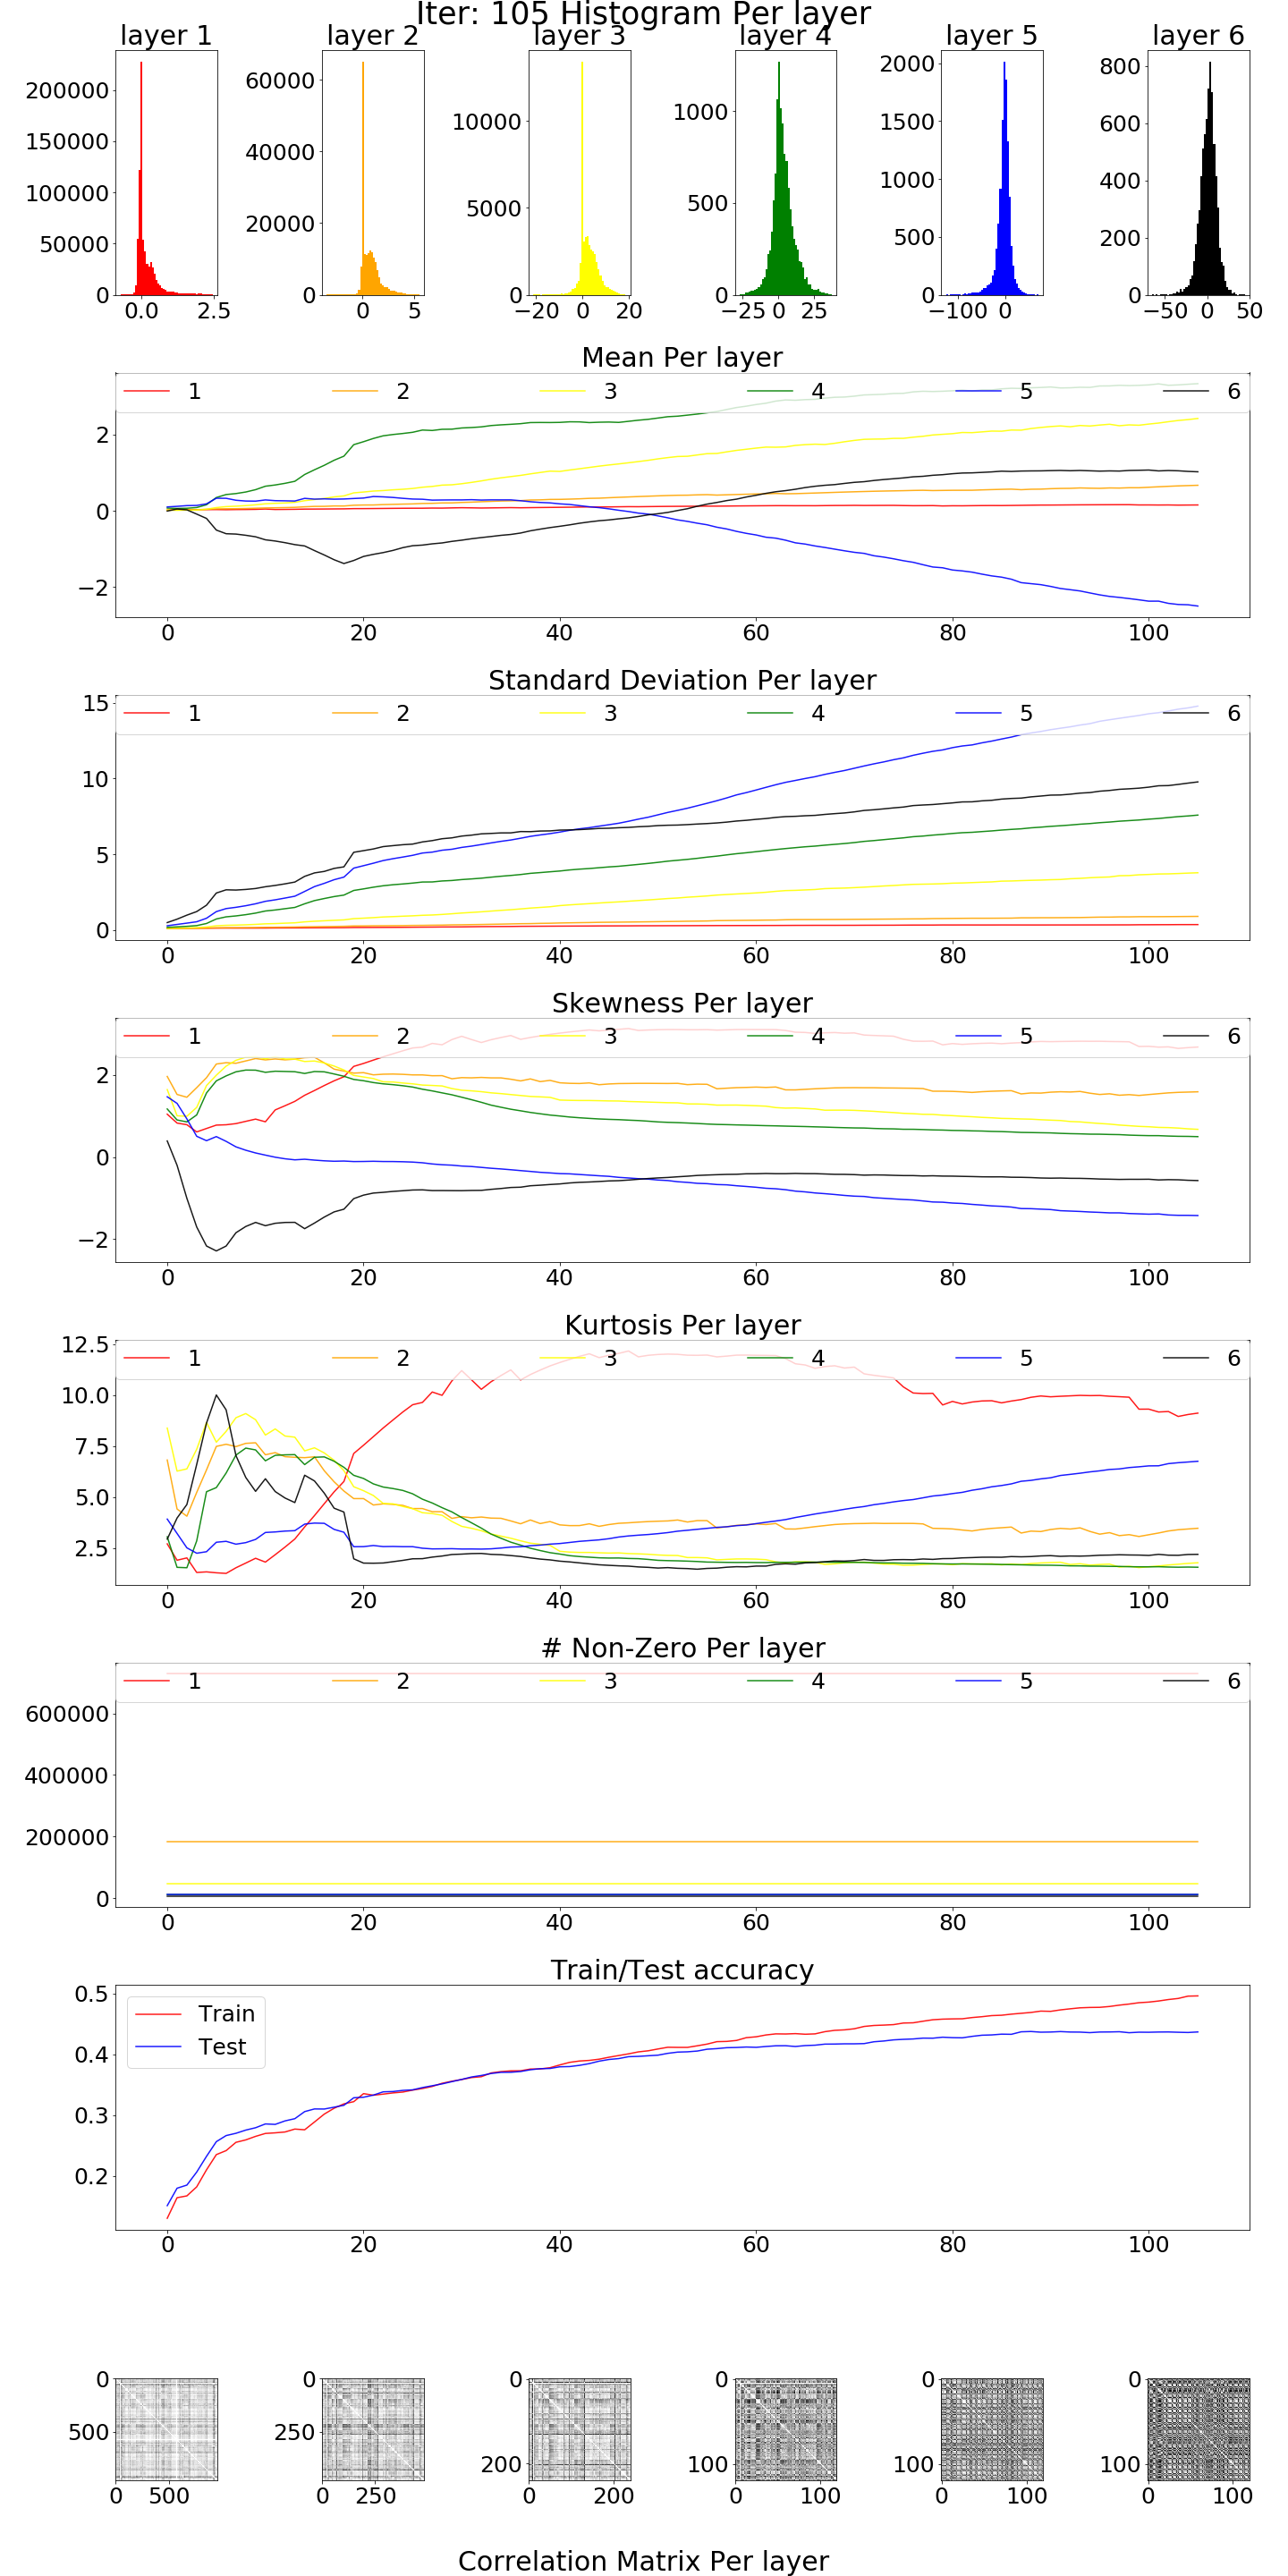 Iter: 105 Histogram Per layer
layer 1 layer 2 layer 3 layer 4 layer 5 layer 6
200000 150000 100000 50000 0
0.0 2.5
60000 40000 20000 0
0 5
10000 5000 0
−20 0 20
1000 500 0
−25 0 25
2000 1500 1000 500 0
−100 0
800 600 400 200 0
−50 0 50
Mean Per layer
1 2 3 4 5 6
2
0
−2
0 20 40 60 80 100
Standard Deviation Per layer
15
1 2 3 4 5 6
10
5
0
0 20 40 60 80 100
Skewness Per layer
1 2 3 4 5 6
2
0
−2
0 20 40 60 80 100
Kurtosis Per layer
12.5
1 2 3 4 5 6
10.0
7.5
5.0
2.5
0 20 40 60 80 100
# Non-Zero Per layer
1 2 3 4 5 6
600000
400000
200000
0
0 20 40 60 80 100
Train/Test accuracy
0.5
Train
Test
0.4
0.3
0.2
0 20 40 60 80 100
0 500
0 500
0 250
0 250
0 200
0 200
0 100
0 100
0 100
0 100
0 100
0 100
Correlation Matrix Per layer